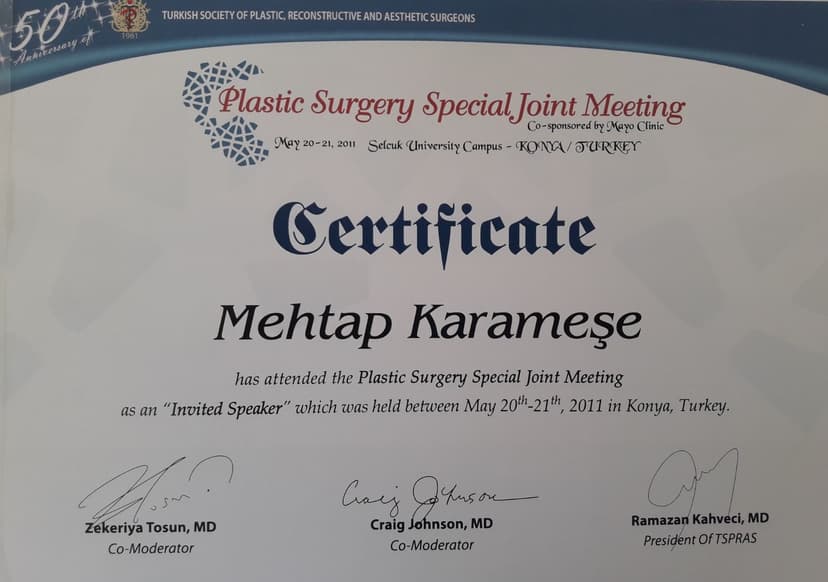 50th
Anniversary of
1961
TURKISH SOCIETY OF PLASTIC, RECONSTRUCTIVE AND AESTHETIC SURGEONS
Plastic Surgery Special Joint Meeting
Co-sponsored by Mayo Clinic
May 20-21, 2011 Selcuk University Campus - KONYA / TURKEY
Certificate
Mehtap Karameşe
has attended the Plastic Surgery Special Joint Meeting
as an “Invited Speaker” which was held between May 20th-21th, 2011 in Konya, Turkey.
Craig Johnson
Zekeriya Tosun, MD
Co-Moderator
Craig Johnson, MD
Co-Moderator
Ramazan Kahveci, MD
President Of TSPRAS